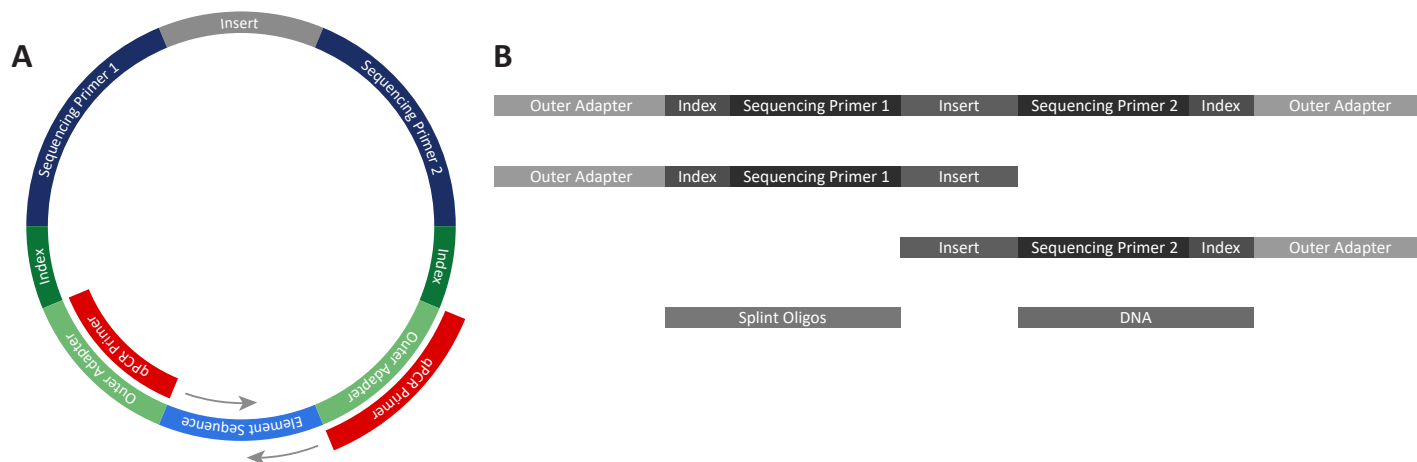 A
Insert
Sequencing Primer 1
Sequencing Primer 2
Index
Index
Outer Adapter
Outer Adapter
qPCR Primer
qPCR Primer
Element Sequence
B
Outer Adapter Index Sequencing Primer 1 Insert Sequencing Primer 2 Index Outer Adapter
Outer Adapter Index Sequencing Primer 1 Insert
Insert Sequencing Primer 2 Index Outer Adapter
Splint Oligos DNA